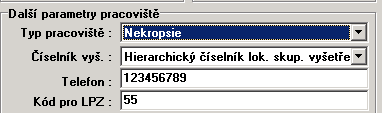 Další parametry pracoviště
Typ pracoviště : Nekropsie
Číselník vyš. : Hierarchický číselník lok. skup. vyšetře
Telefon : 123456789
Kód pro LPZ : 55